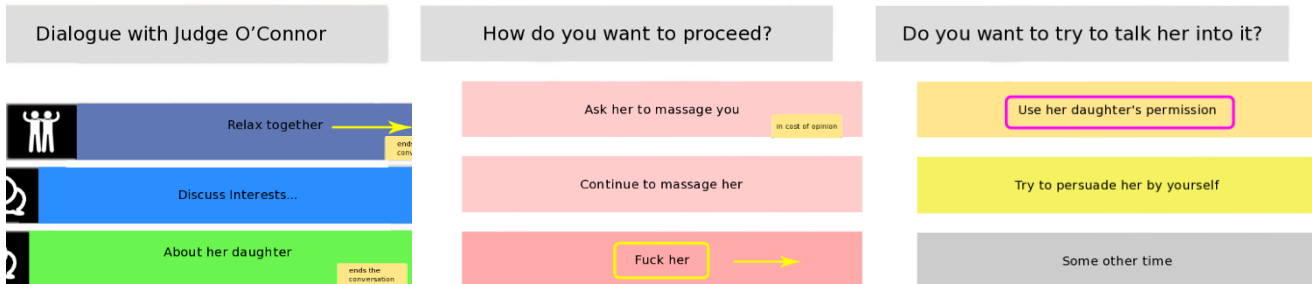 Dialogue with Judge O’Connor
Relax together
ends
conv
Discuss Interests...
About her daughter
ends the
conversation
How do you want to proceed?
Ask her to massage you
in cost of opinion
Continue to massage her
Fuck her
Do you want to try to talk her into it?
Use her daughter's permission
Try to persuade her by yourself
Some other time